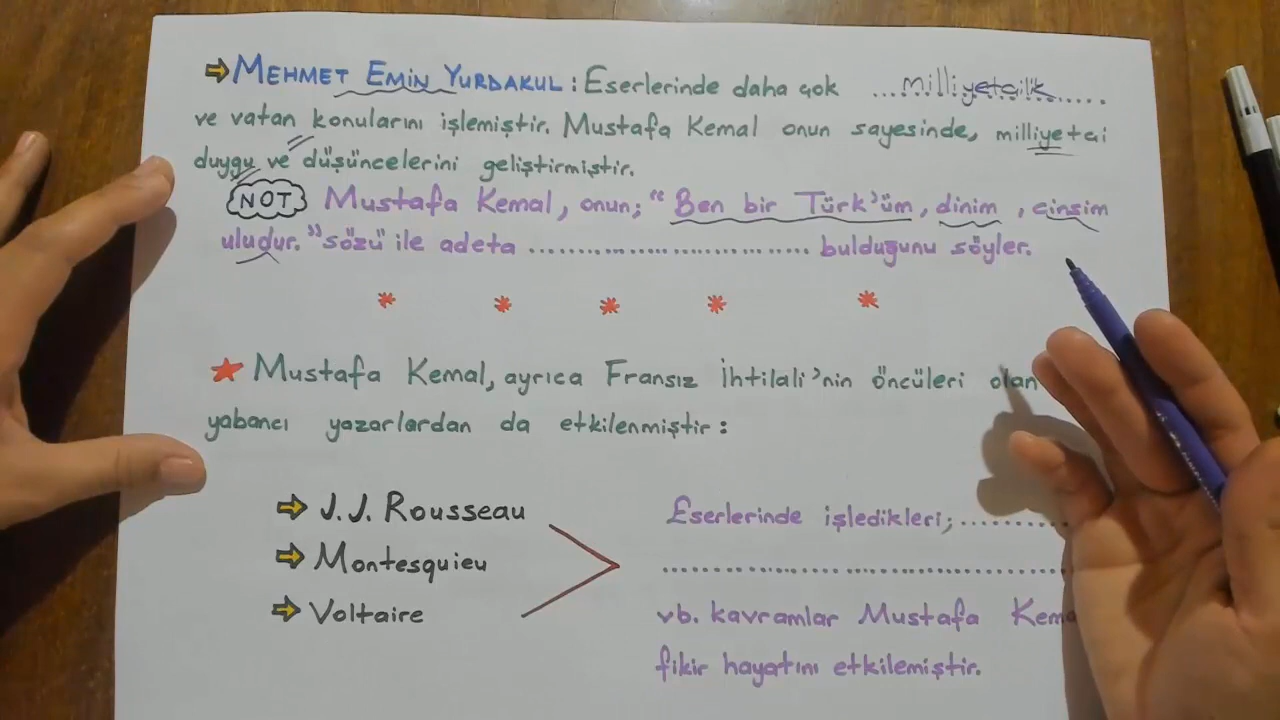 MEHMET EMİN YURDAKUL : Eserlerinde daha çok ...milliyetçilik......
ve vatan konularını işlemiştir. Mustafa Kemal onun sayesinde, milliyetçi
duygu ve düşüncelerini geliştirmiştir.
NOT Mustafa Kemal, onun; "Ben bir Türk'üm, dinim, cinsim
uludur." sözü ile adeta .............................. bulduğunu söyler.
Mustafa Kemal, ayrıca Fransız İhtilali'nin öncüleri olan
yabancı yazarlardan da etkilenmiştir :
J.J. Rousseau
Montesquieu
Voltaire
Eserlerinde işledikleri; ............
..........................................
vb. kavramlar Mustafa
fikir hayatını etkilemiştir.